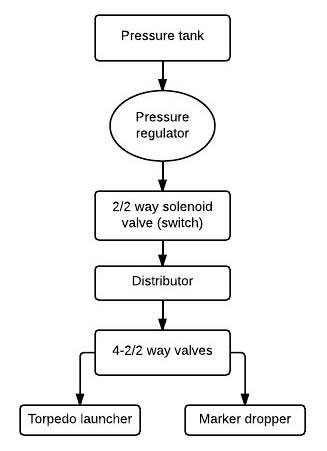 Pressure tank
Pressure
regulator
2/2 way solenoid
valve (switch)
Distributor
4-2/2 way valves
Torpedo launcher
Marker dropper